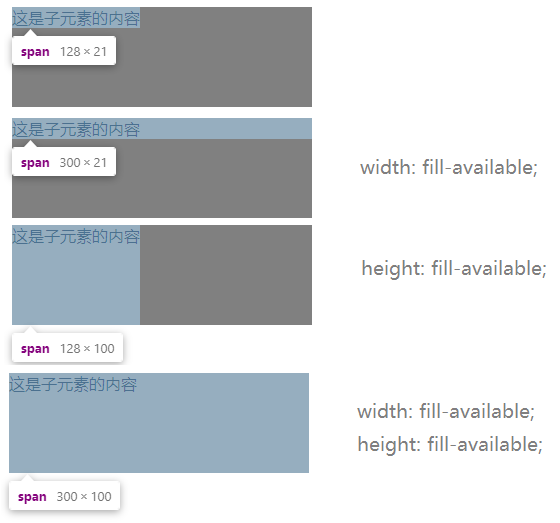 这是子元素的内容
span 128 × 21
这是子元素的内容
span 300 × 21
width: fill-available;
这是子元素的内容
height: fill-available;
span 128 × 100
这是子元素的内容
width: fill-available;
height: fill-available;
span 300 × 100